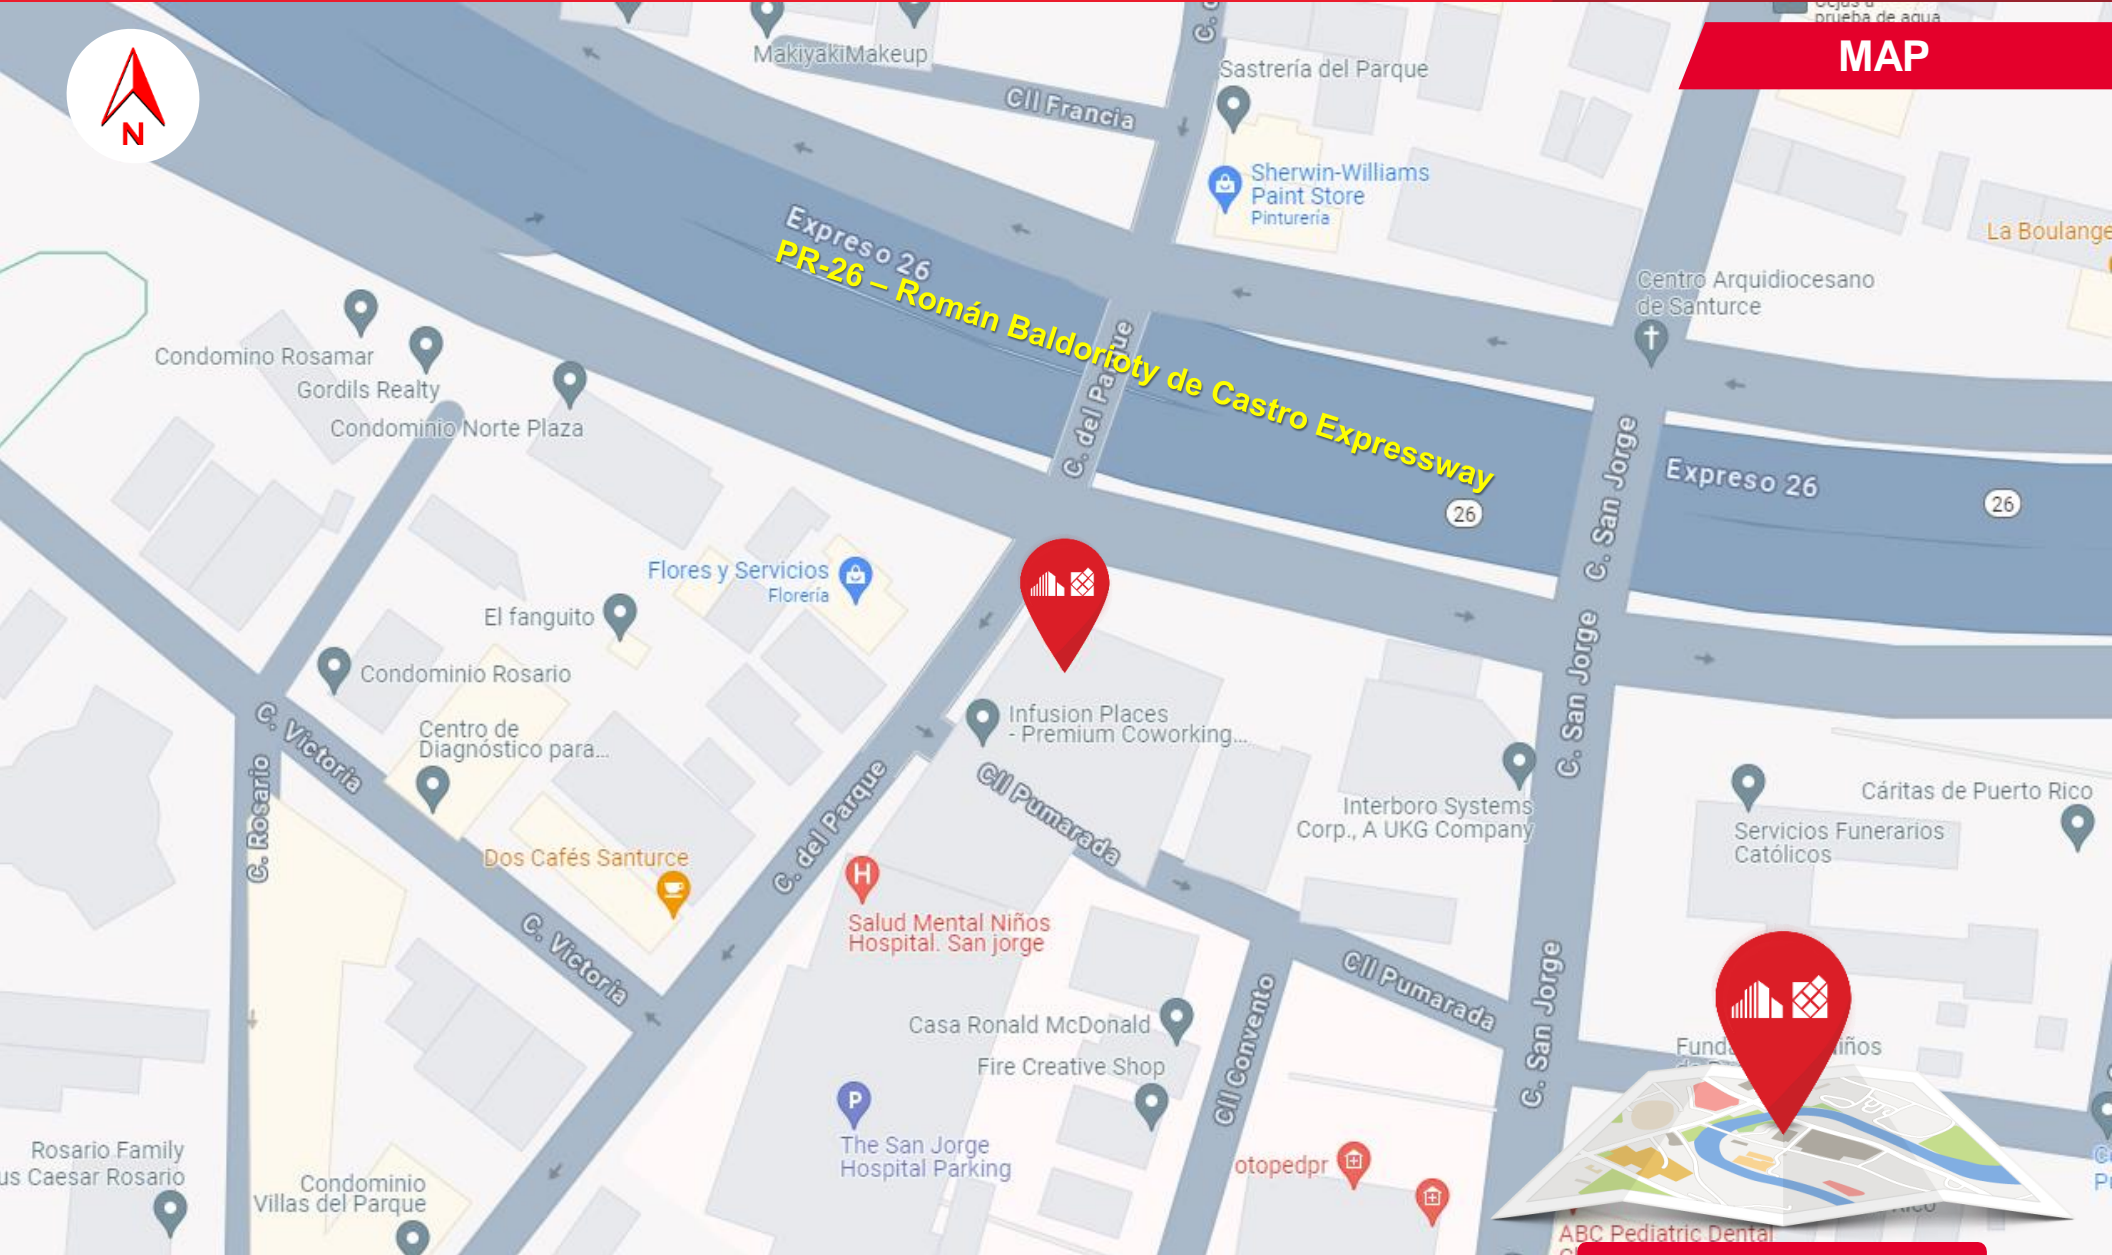 prueba de agua
MAP
MakiyakiMakeup
Sastrería del Parque
Cll Francia
N
Sherwin-Williams
Paint Store
Pinturería
La Boulange
Expreso 26
PR-26 – Román Baldorioty de Castro Expressway
Centro Arquidiocesano
de Santurce
Condomino Rosamar
Gordils Realty
Condominio Norte Plaza
C. del Parque
C. San Jorge
Expreso 26
26
26
Flores y Servicios
Florería
El fanguito
Condominio Rosario
C. San Jorge
Infusion Places
- Premium Coworking...
C. Victoria
Centro de
Diagnóstico para...
C. Rosario
C. del Parque
Cll Pumarada
Interboro Systems
Corp., A UKG Company
Cáritas de Puerto Rico
Servicios Funerarios
Católicos
Dos Cafés Santurce
H
Salud Mental Niños
Hospital. San jorge
C. Victoria
Cll Pumarada
C. San Jorge
Casa Ronald McDonald
Fire Creative Shop
Cll Convento
P
The San Jorge
Hospital Parking
otopedpr
Rosario Family
us Caesar Rosario
Condominio
Villas del Parque
ABC Pediatric Dental